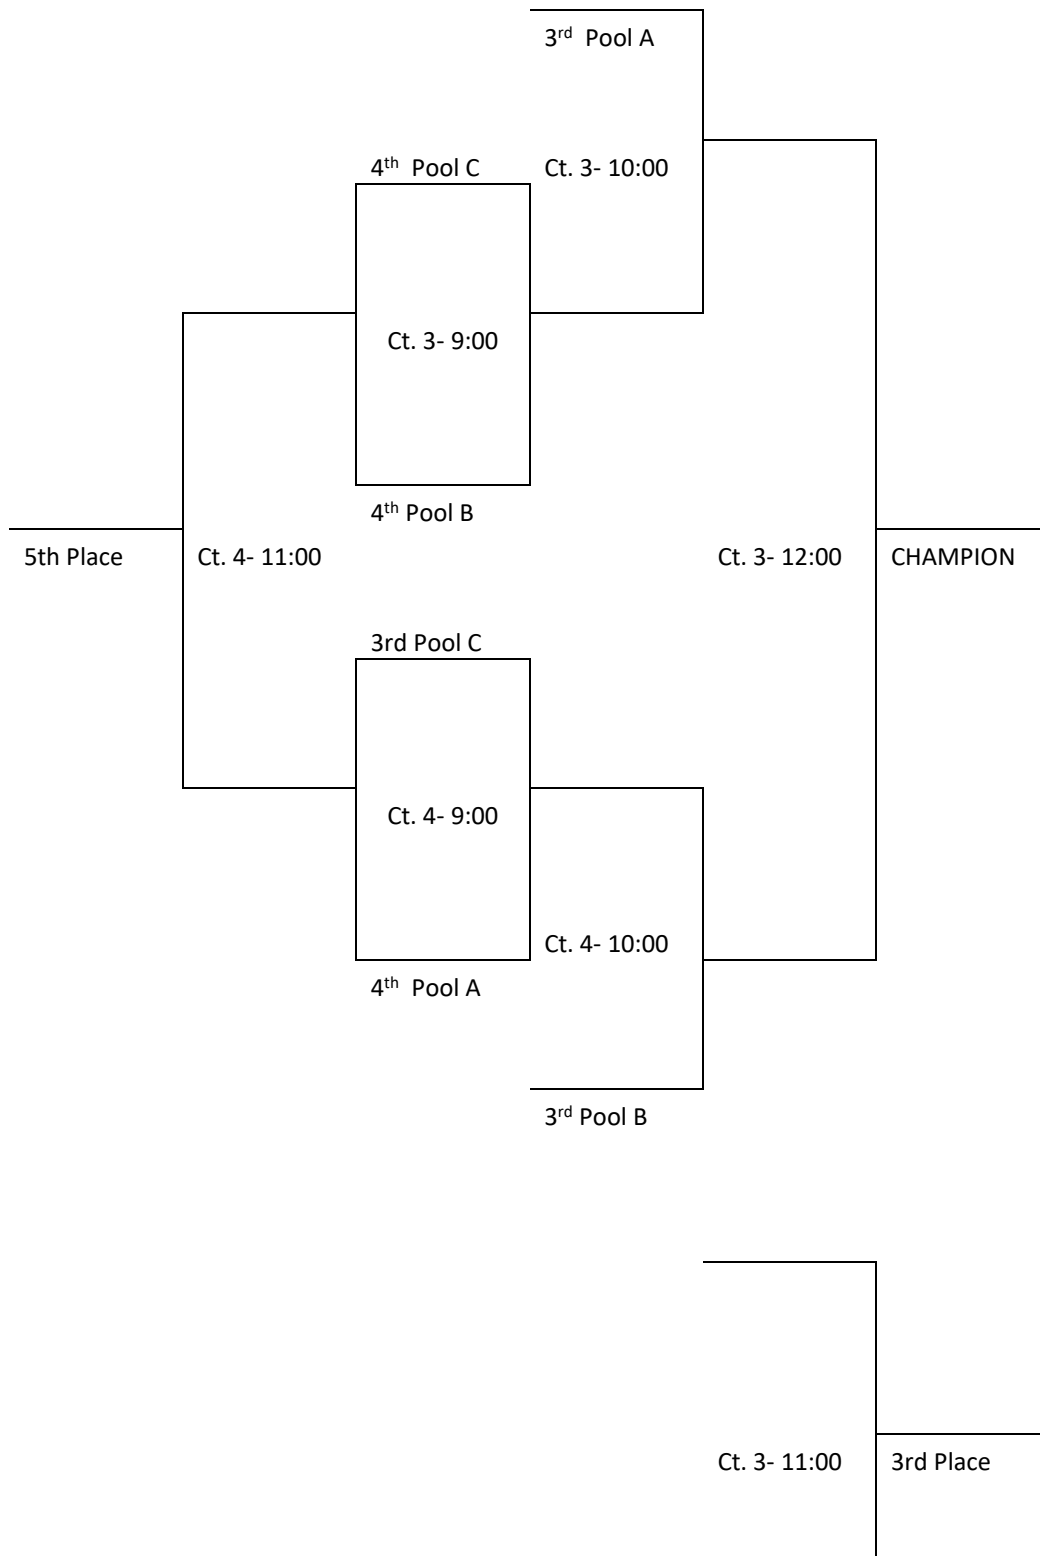 3rd Pool A
4th Pool C
Ct. 3- 10:00
Ct. 3- 9:00
4th Pool B
5th Place
Ct. 4- 11:00
Ct. 3- 12:00
CHAMPION
3rd Pool C
Ct. 4- 9:00
Ct. 4- 10:00
4th Pool A
3rd Pool B
Ct. 3- 11:00
3rd Place